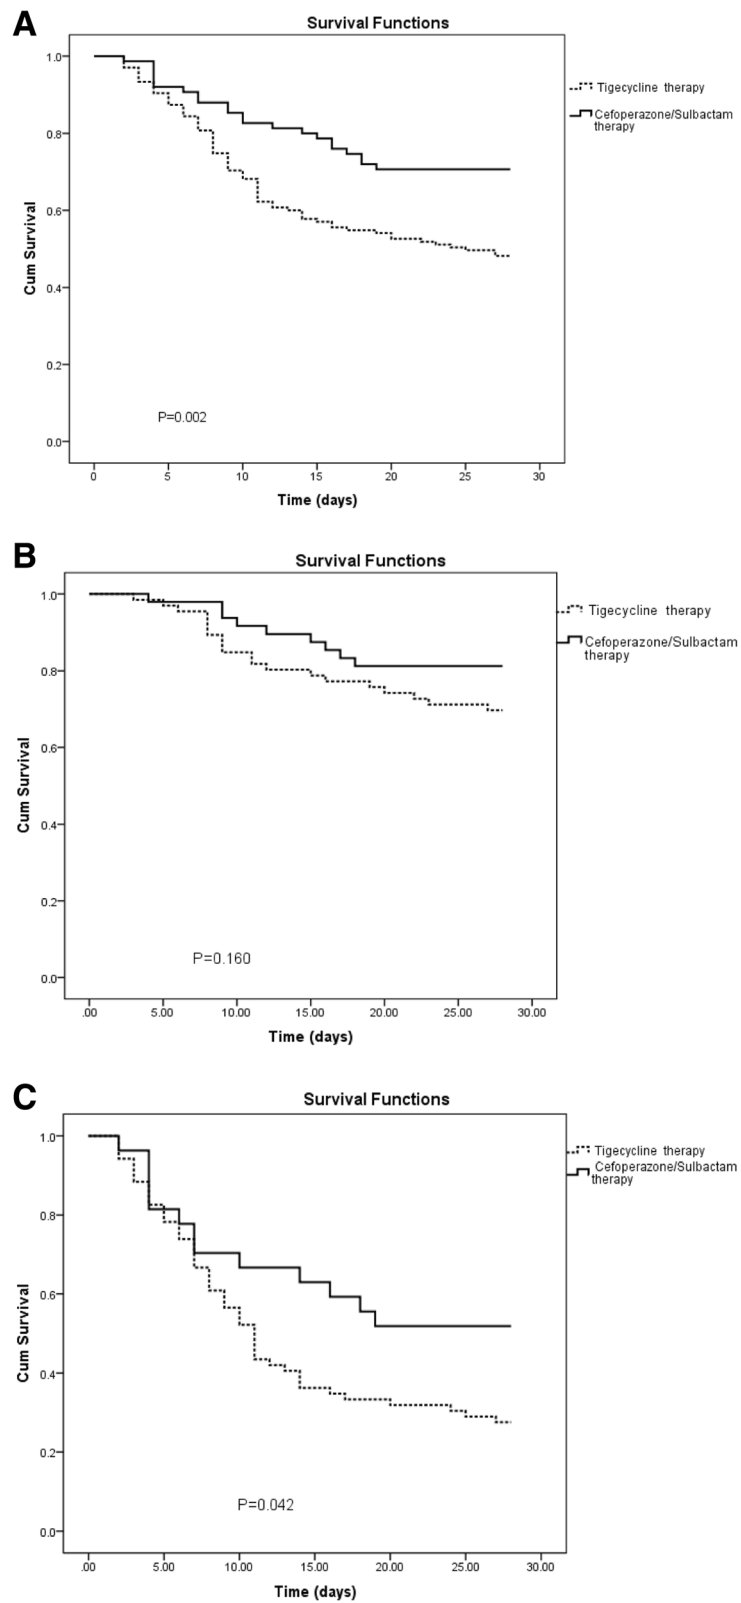 A
Survival Functions
Tigecycline therapy
Cefoperazone/Sulbactam
therapy
1.0
0.8
0.6
0.4
0.2
0.0
Cum Survival
P=0.002
0 5 10 15 20 25 30
Time (days)
B
Survival Functions
Tigecycline therapy
Cefoperazone/Sulbactam
therapy
1.0
0.8
0.6
0.4
0.2
0.0
Cum Survival
P=0.160
.00 5.00 10.00 15.00 20.00 25.00 30.00
Time (days)
C
Survival Functions
Tigecycline therapy
Cefoperazone/Sulbactam
therapy
1.0
0.8
0.6
0.4
0.2
0.0
Cum Survival
P=0.042
.00 5.00 10.00 15.00 20.00 25.00 30.00
Time (days)